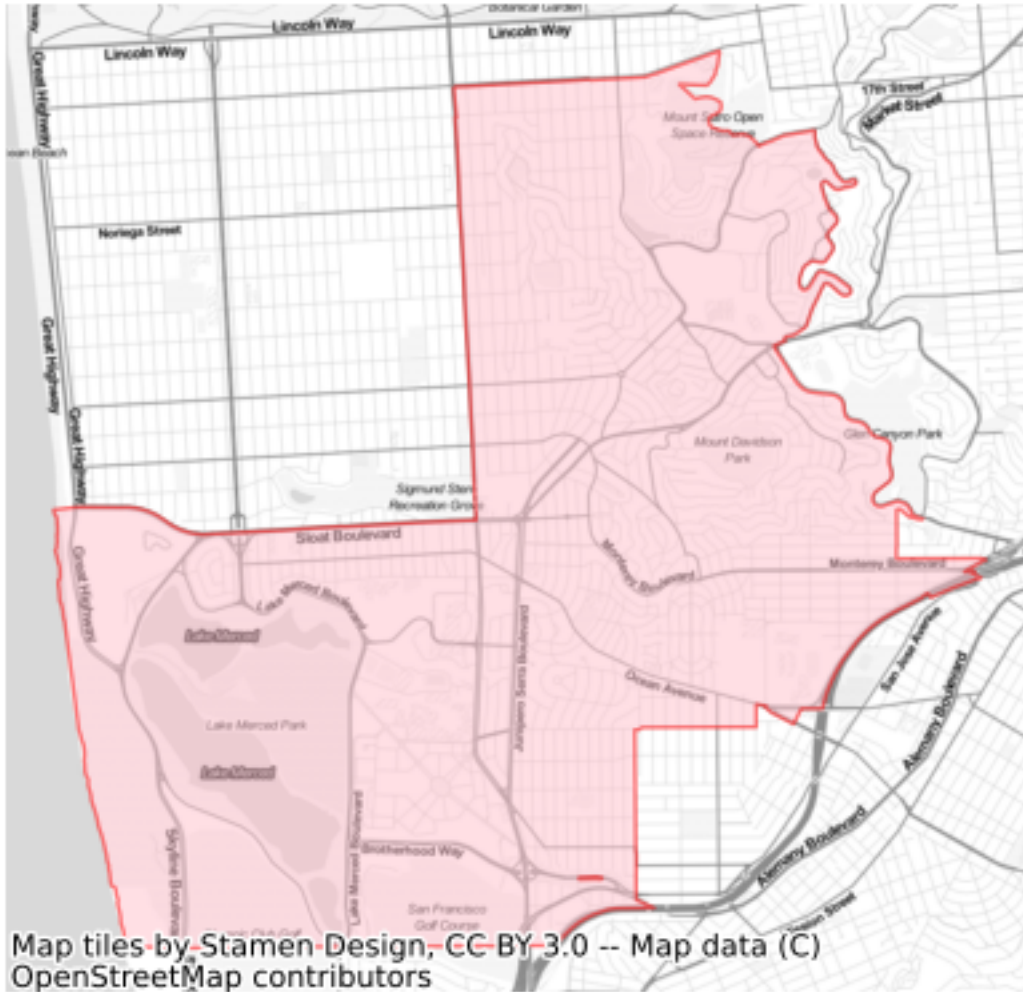 Botanical Garden
Lincoln Way
Lincoln Way
Lincoln Way
Great Highway
17th Street
Market Street
Mount Sutro Open
Space Reserve
ean Beach
Noriega Street
Great Highway
Great Highway
Glen Canyon Park
Mount Davidson
Park
Sigmund Stern
Recreation Grove
Sloat Boulevard
Great Highway
Monterey Boulevard
Monterey Boulevard
Lake Merced Boulevard
Lake Merced
San Jose Avenue
Junipero Serra Boulevard
Ocean Avenue
Alemany Boulevard
Lake Merced Park
Lake Merced
Lake Merced Boulevard
Skyline Boulevard
Brotherhood Way
Alemany Boulevard
San Francisco
Golf Course
Map tiles by Stamen Design, CC BY 3.0 -- Map data (C)
OpenStreetMap contributors